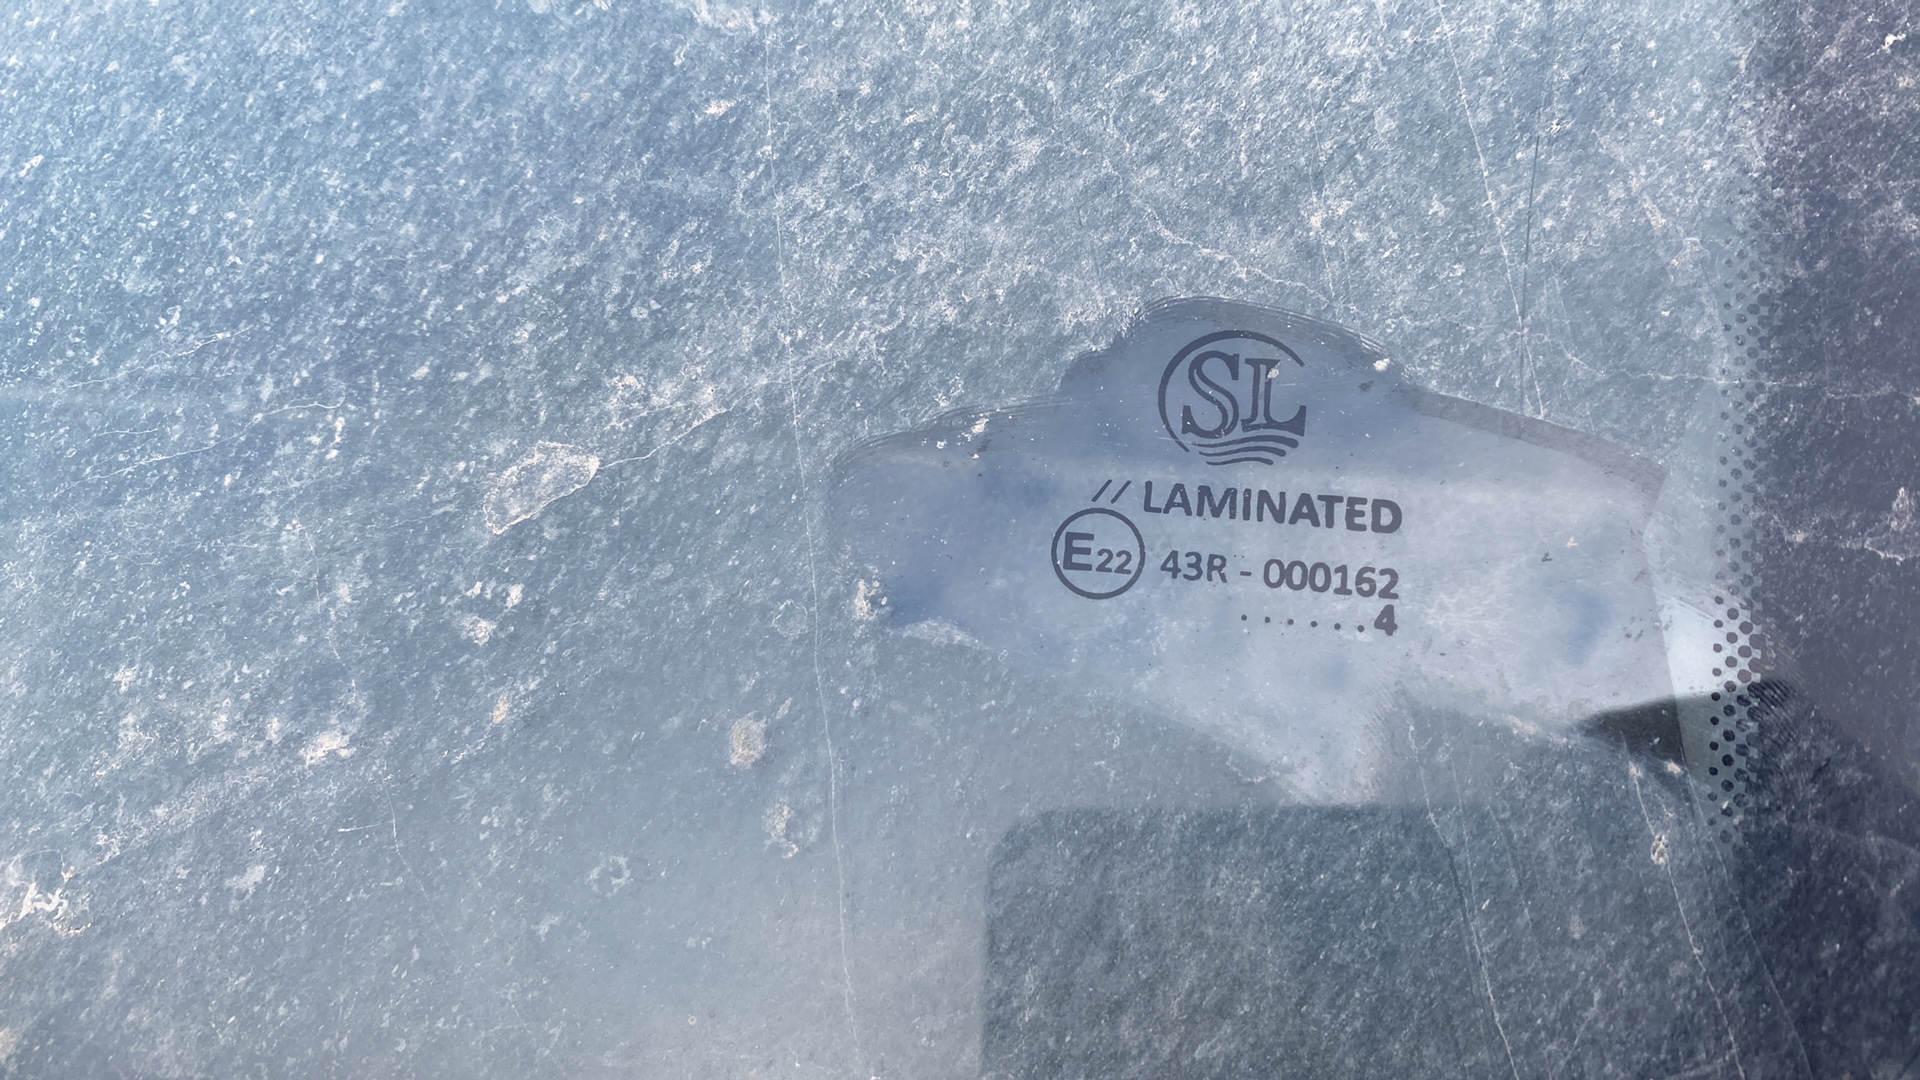 SL
// LAMINATED
E22 43R - 000162
. . . . . . 4